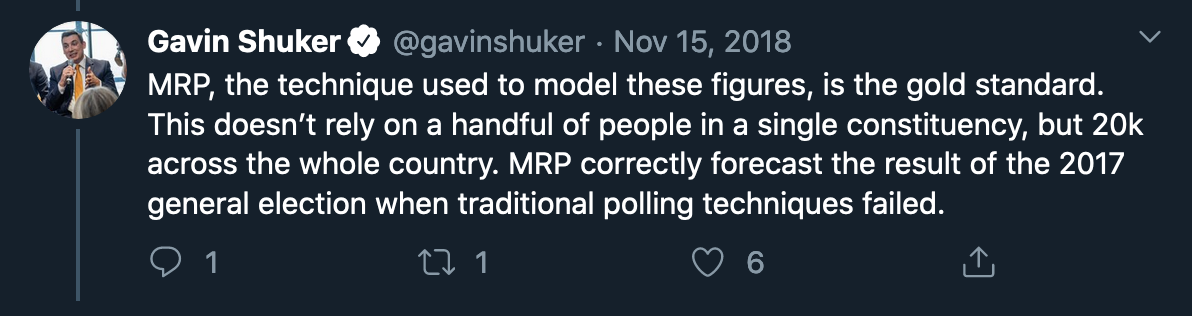 Gavin Shuker @gavinshuker · Nov 15, 2018
MRP, the technique used to model these figures, is the gold standard.
This doesn’t rely on a handful of people in a single constituency, but 20k
across the whole country. MRP correctly forecast the result of the 2017
general election when traditional polling techniques failed.
1 1 6